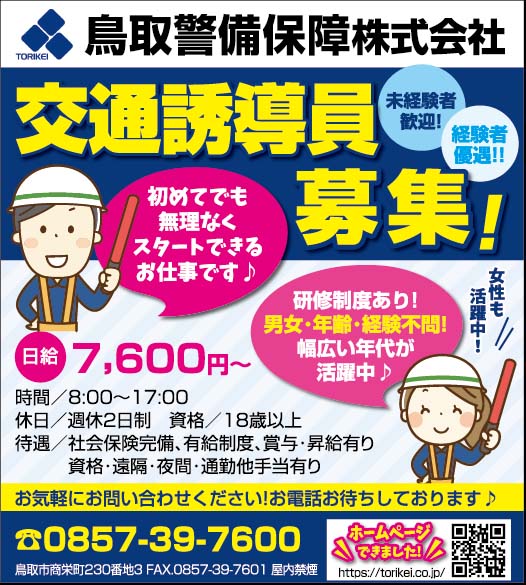 TORIKEI
鳥取警備保障株式会社
交通誘導員
募集!
未経験者
歓迎!
経験者
優遇!!
初めてでも
無理なく
スタートできる
お仕事です♪
研修制度あり!
男女・年齢・経験不問!
幅広い年代が
活躍中♪
女性も
活躍中!
日給 7,600円〜
時間/8:00〜17:00
休日/週休2日制 資格/18歳以上
待遇/社会保険完備、有給制度、賞与・昇給有り
資格・遠隔・夜間・通勤他手当有り
お気軽にお問い合わせください!お電話お待ちしております♪
☎0857-39-7600
鳥取市商栄町230番地3 FAX.0857-39-7601 屋内禁煙
ホームページ
できました!
https://torikei.co.jp/